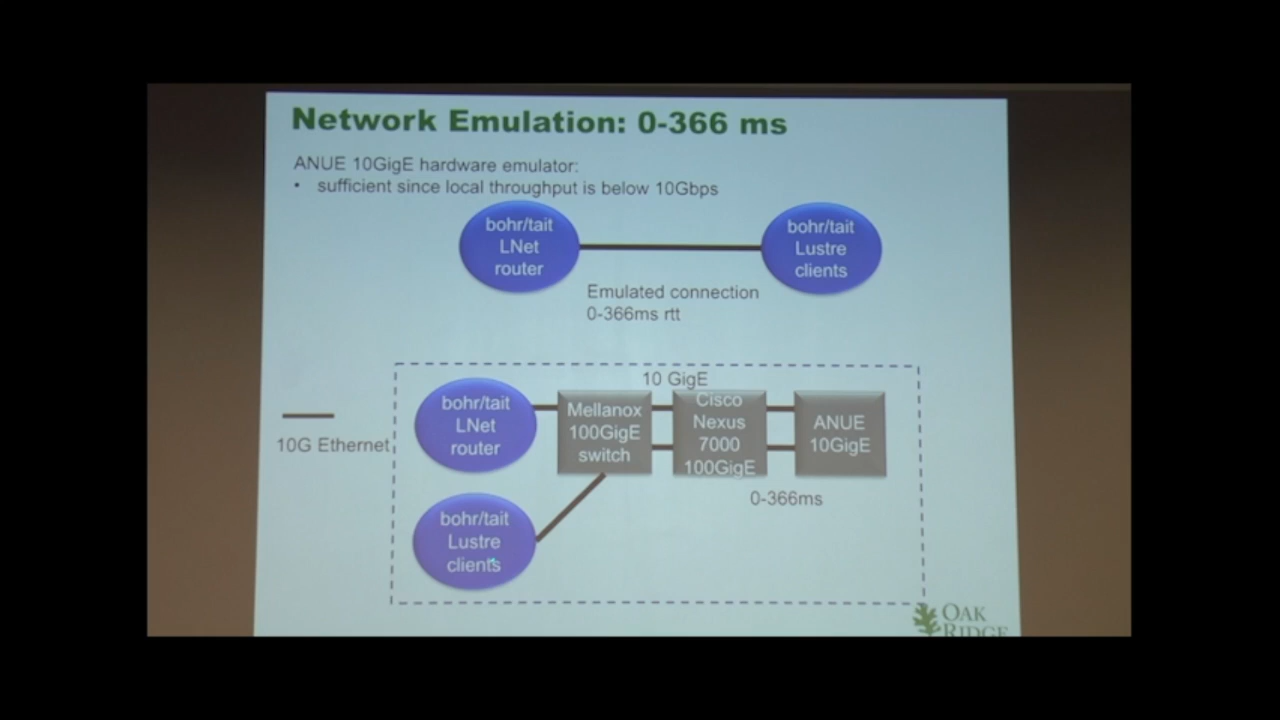 Network Emulation: 0-366 ms
ANUE 10GigE hardware emulator:
• sufficient since local throughput is below 10Gbps
bohr/tait
LNet
router
bohr/tait
Lustre
clients
Emulated connection
0-366ms rtt
10 GigE
bohr/tait
LNet
router
Mellanox
100GigE
switch
Cisco
Nexus
7000
100GigE
ANUE
10GigE
10G Ethernet
0-366ms
bohr/tait
Lustre
clients
OAK
RIDGE